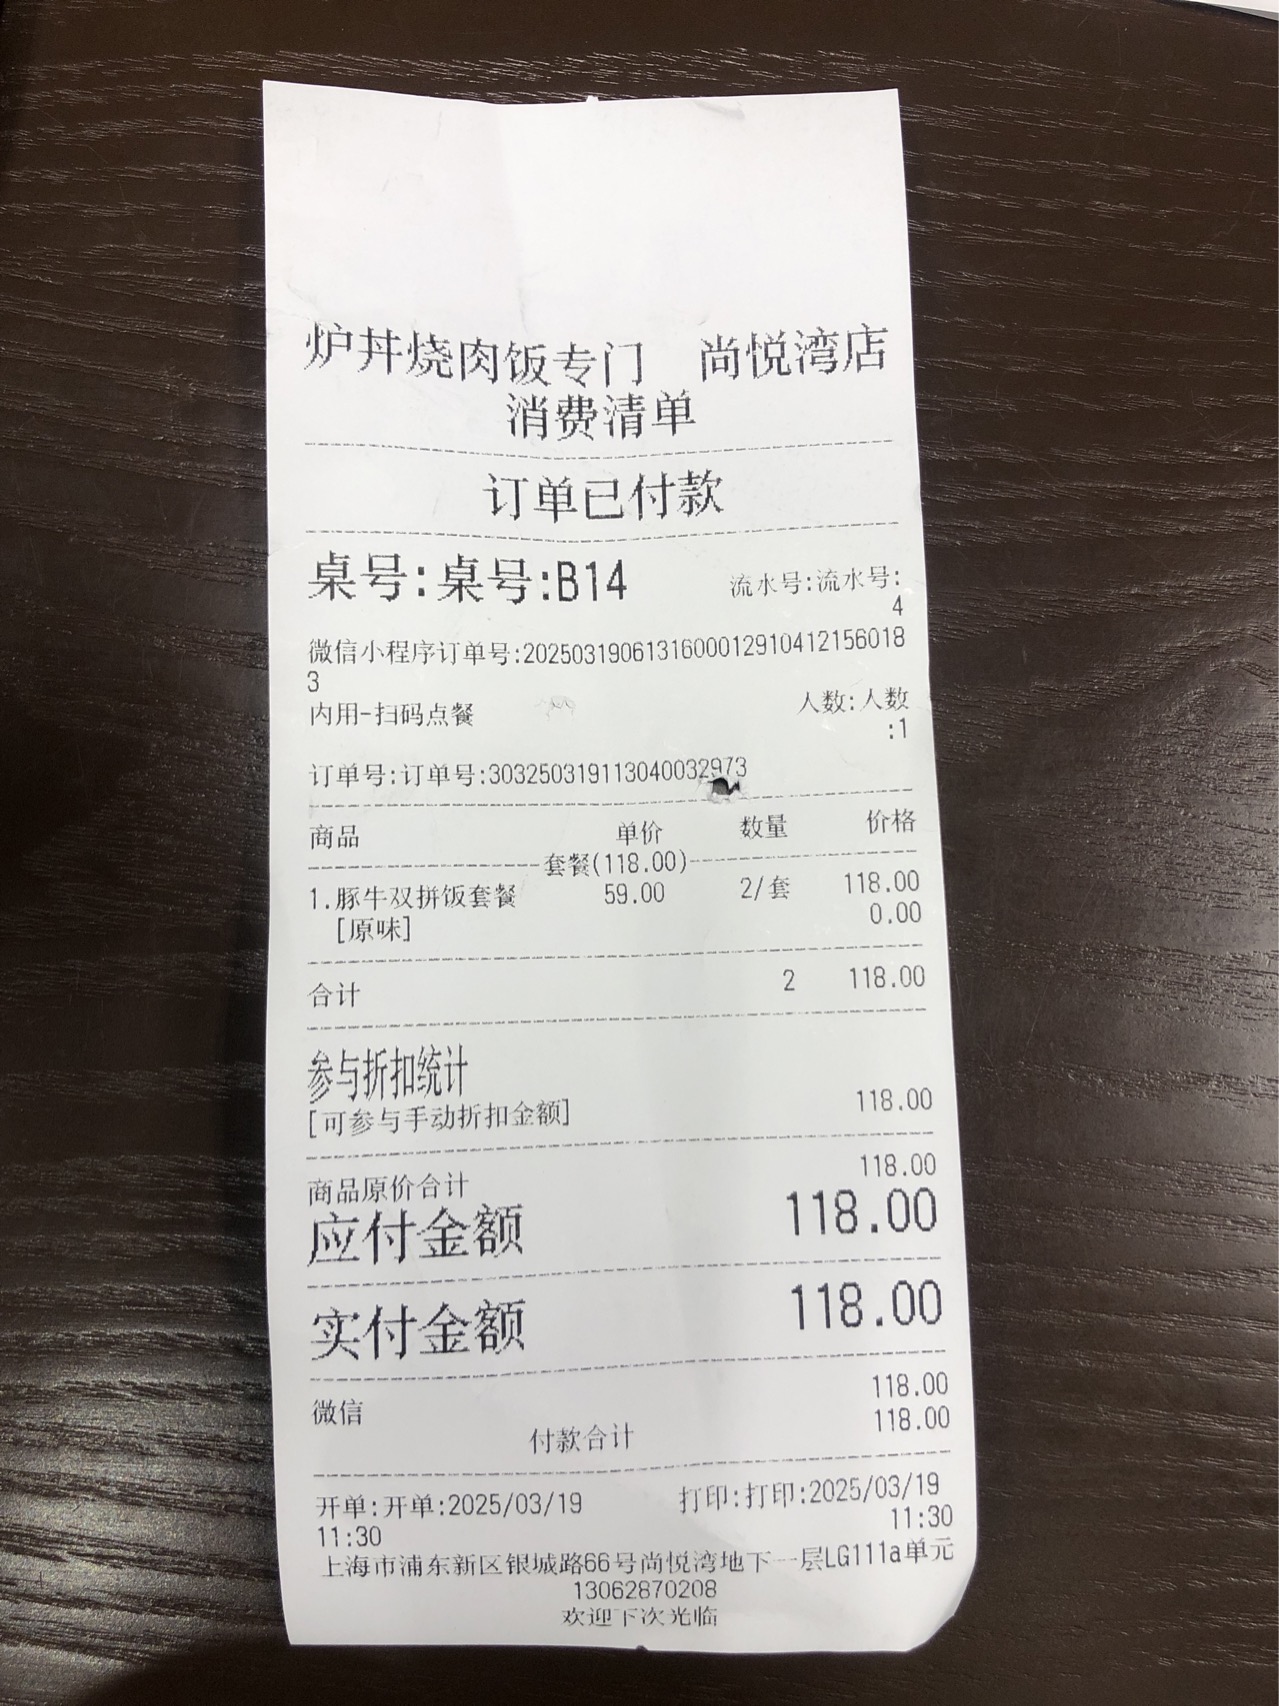 炉丼烧肉饭专门 尚悦湾店
消费清单
订单已付款
桌号:桌号:B14 流水号:流水号:
4
微信小程序订单号:2025031906131600012910412156018
3
内用-扫码点餐 人数:人数
:1
订单号:订单号:303250319113040032973
商品 单价 数量 价格
套餐(118.00)
1.豚牛双拼饭套餐 59.00 2/套 118.00
[原味] 0.00
合计 2 118.00
参与折扣统计
[可参与手动折扣金额] 118.00
商品原价合计 118.00
应付金额 118.00
实付金额 118.00
微信 118.00
付款合计 118.00
开单:开单:2025/03/19 打印:打印:2025/03/19
11:30 11:30
上海市浦东新区银城路66号尚悦湾地下一层LG111a单元
13062870208
欢迎下次光临